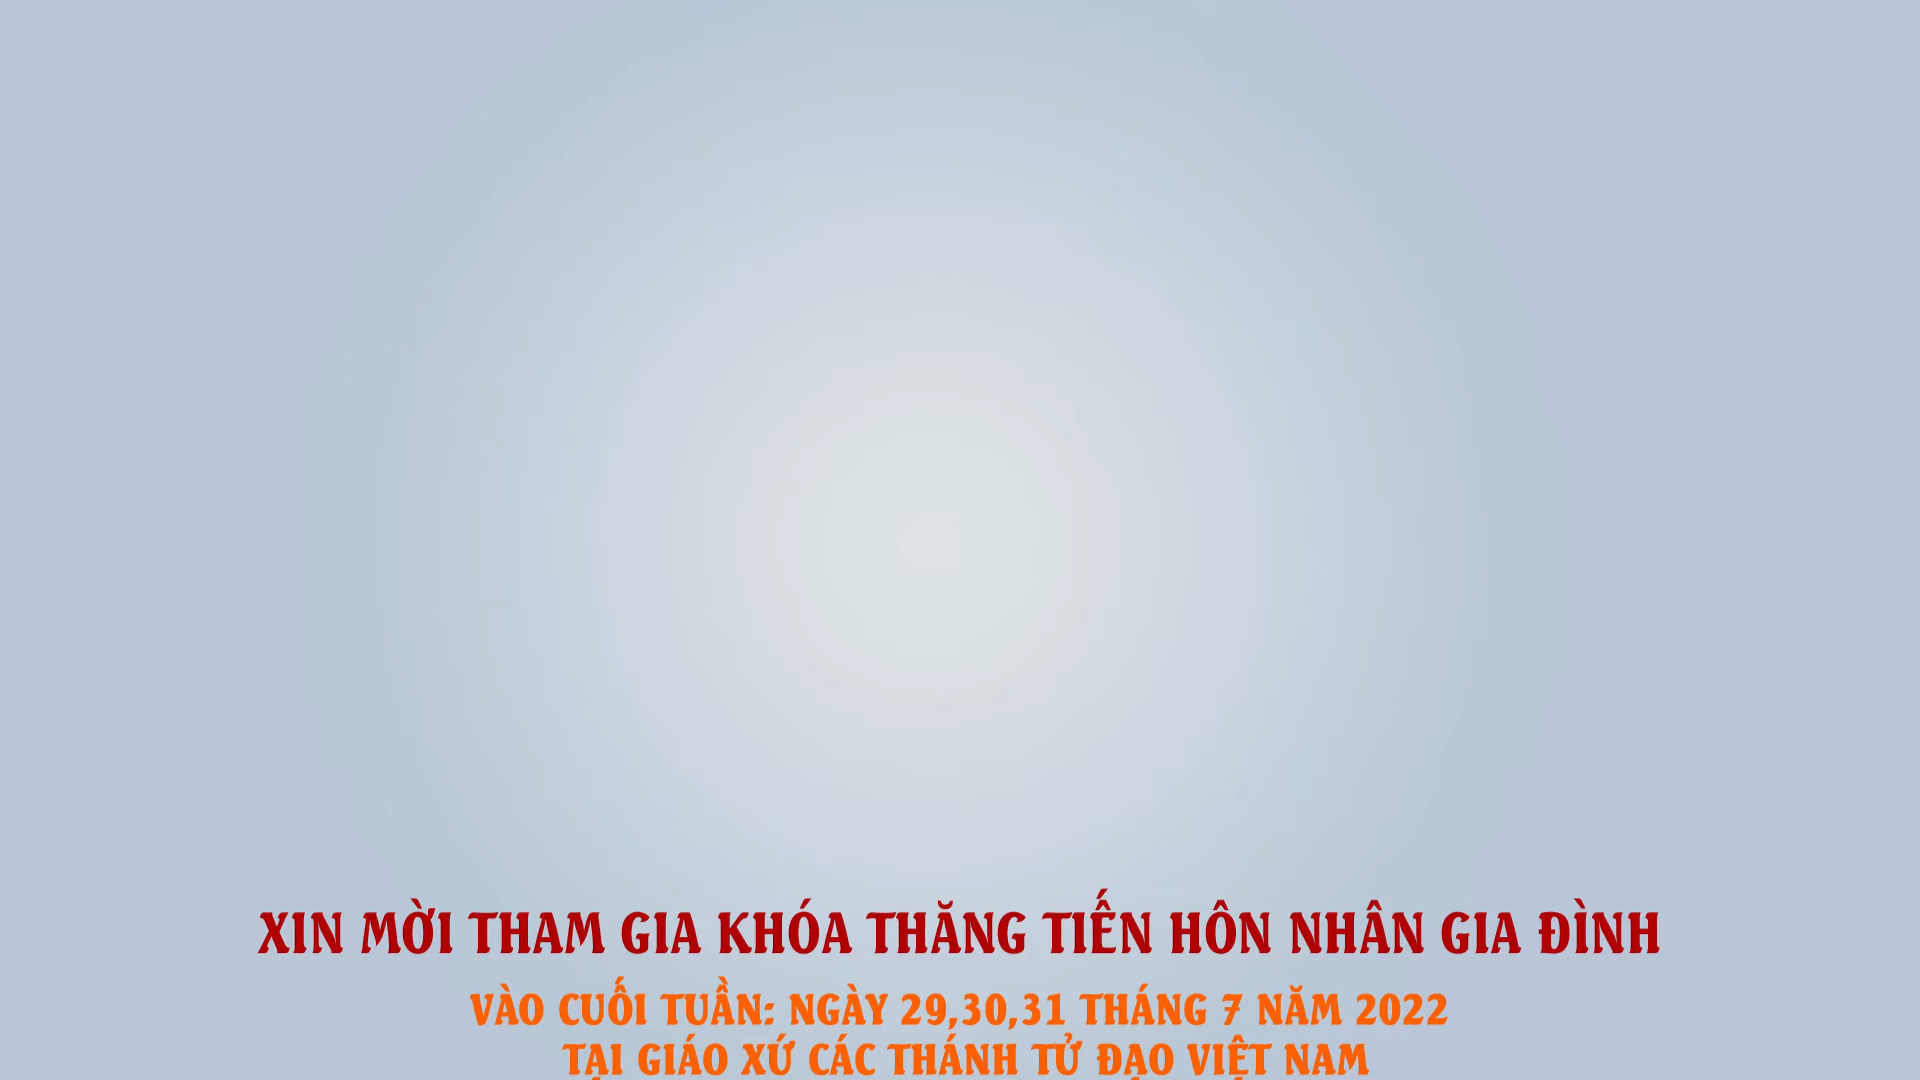 XIN MỜI THAM GIA KHÓA THĂNG TIẾN HÔN NHÂN GIA ĐÌNH
VÀO CUỐI TUẦN: NGÀY 29,30,31 THÁNG 7 NĂM 2022
TẠI GIÁO XỨ CÁC THÁNH TỬ ĐẠO VIỆT NAM